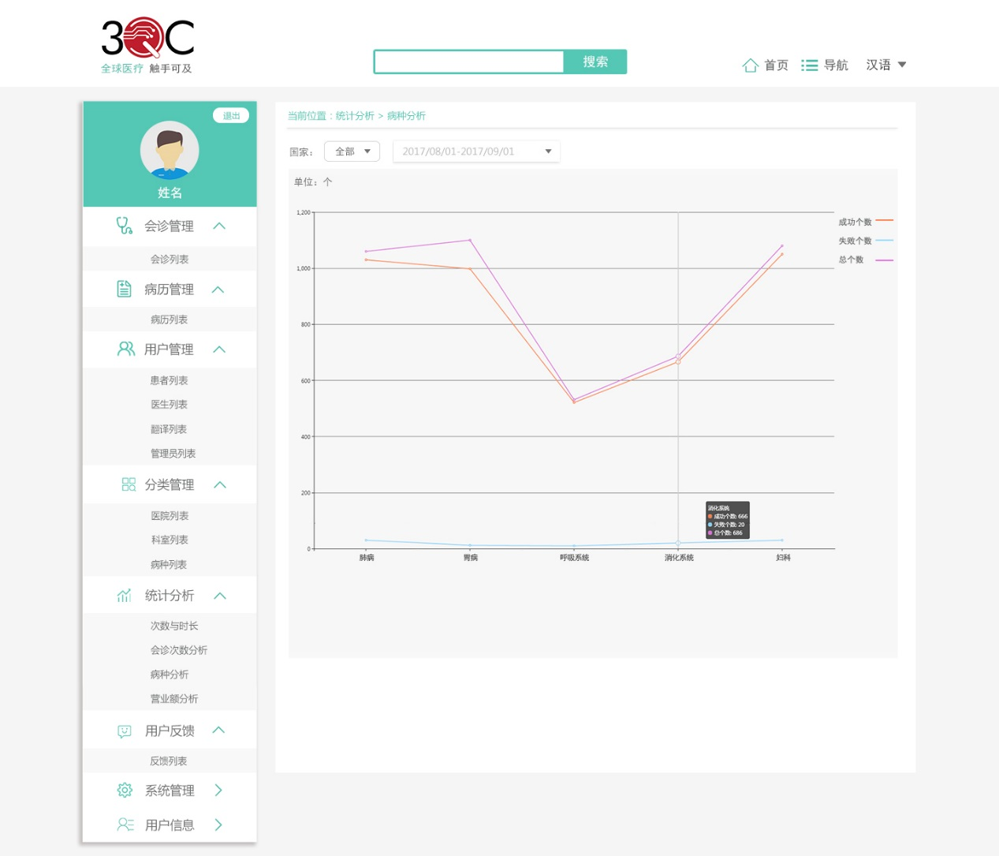 3QC
全球医疗 触手可及
搜索
首页 导航 汉语
退出
姓名
会诊管理
会诊列表
病历管理
病历列表
用户管理
患者列表
医生列表
翻译列表
管理员列表
分类管理
医院列表
科室列表
病种列表
统计分析
次数与时长
会诊次数分析
病种分析
营业额分析
用户反馈
反馈列表
系统管理
用户信息
当前位置：统计分析 > 病种分析
国家： 全部 2017/08/01-2017/09/01
单位：个
1,200
1,000
800
600
400
200
0
肺病 胃病 呼吸系统 消化系统 妇科
成功个数
失败个数
总个数
消化系统
成功个数: 666
失败个数: 20
总个数: 686